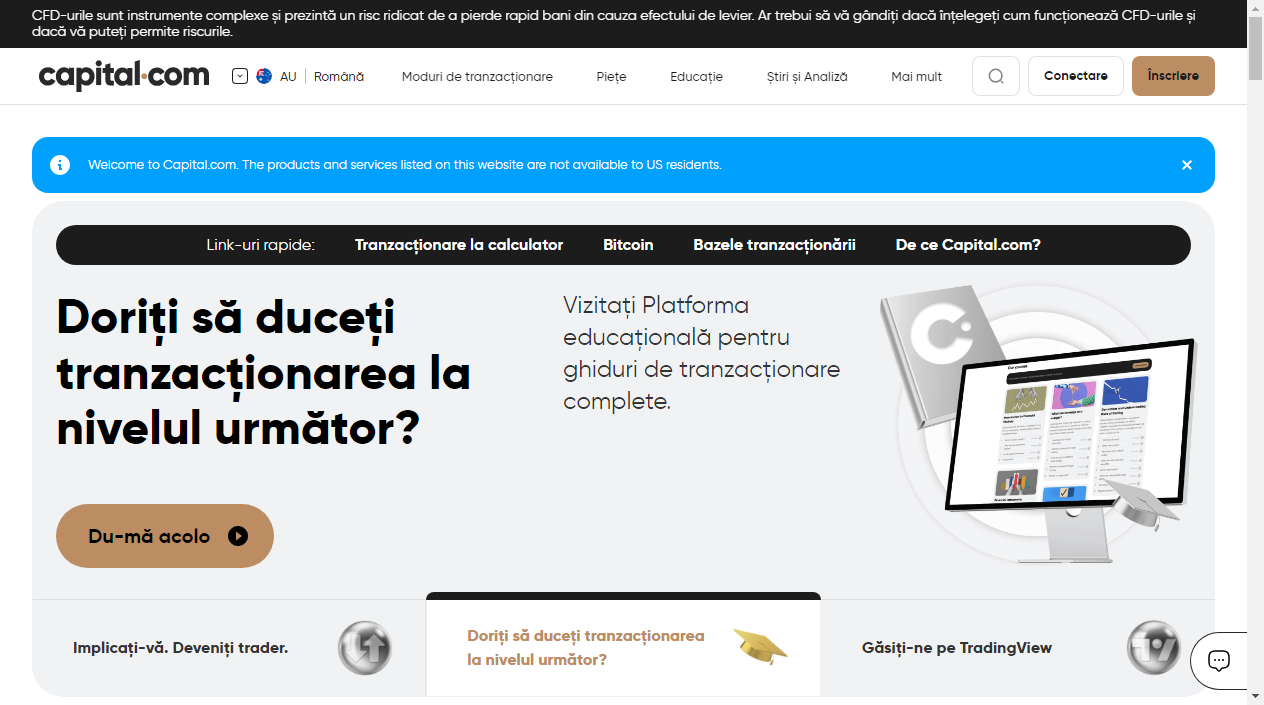 CFD-urile sunt instrumente complexe și prezintă un risc ridicat de a pierde rapid bani din cauza efectului de levier. Ar trebui să vă gândiți dacă înțelegeți cum funcționează CFD-urile și
dacă vă puteți permite riscurile.
capital.com
AU Română Moduri de tranzacționare Piețe Educație Știri și Analiză Mai mult Conectare Înscriere
Welcome to Capital.com. The products and services listed on this website are not available to US residents.
Link-uri rapide: Tranzacționare la calculator Bitcoin Bazele tranzacționării De ce Capital.com?
Doriți să duceți
tranzacționarea la
nivelul următor?
Vizitați Platforma
educațională pentru
ghiduri de tranzacționare
complete.
Du-mă acolo
Implicați-vă. Deveniți trader.
Doriți să duceți tranzacționarea
la nivelul următor?
Găsiți-ne pe TradingView